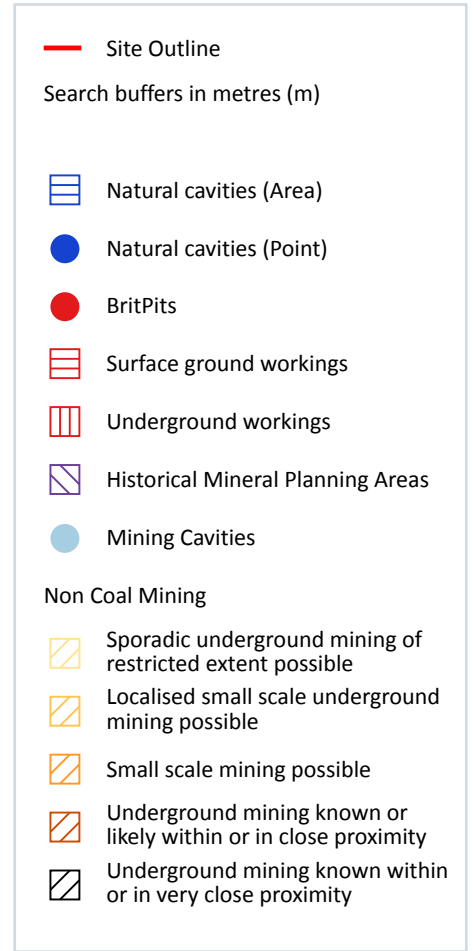 Site Outline
Search buffers in metres (m)
Natural cavities (Area)
Natural cavities (Point)
BritPits
Surface ground workings
Underground workings
Historical Mineral Planning Areas
Mining Cavities
Non Coal Mining
Sporadic underground mining of
restricted extent possible
Localised small scale underground
mining possible
Small scale mining possible
Underground mining known or
likely within or in close proximity
Underground mining known within
or in very close proximity